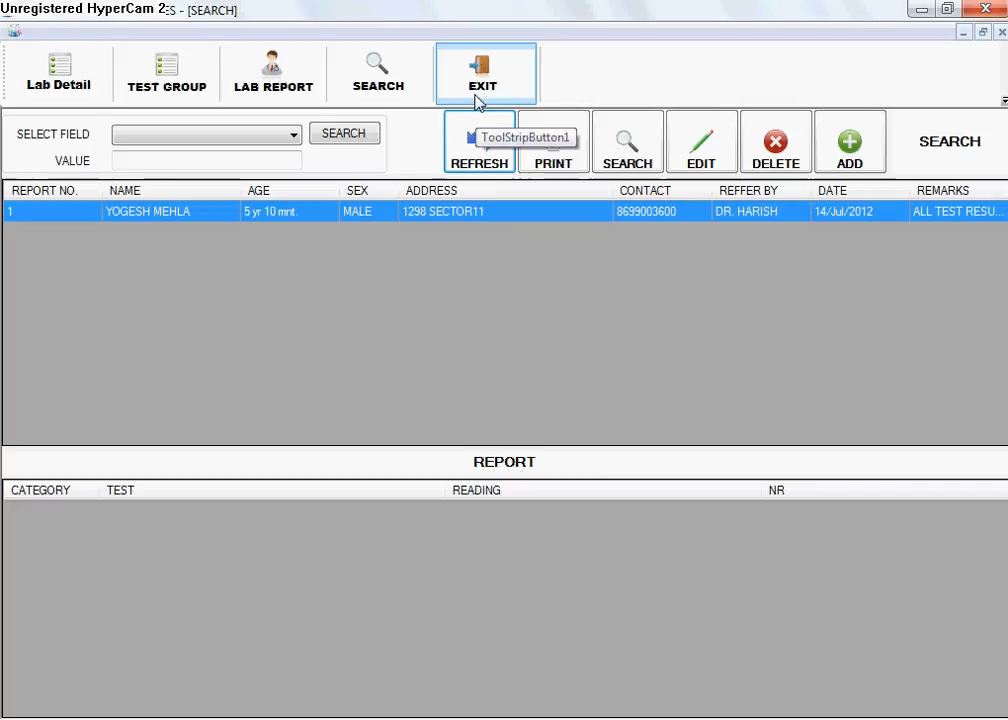 Unregistered HyperCam 2ES - [SEARCH]
Lab Detail
TEST GROUP
LAB REPORT
SEARCH
EXIT
SELECT FIELD
SEARCH
VALUE
ToolStripButton1
REFRESH
PRINT
SEARCH
EDIT
DELETE
ADD
SEARCH
REPORT NO. NAME AGE SEX ADDRESS CONTACT REFFER BY DATE REMARKS
1 YOGESH MEHLA 5 yr 10 mnt. MALE 1298 SECTOR11 8699003600 DR. HARISH 14/Jul/2012 ALL TEST RESU...
REPORT
CATEGORY TEST READING NR